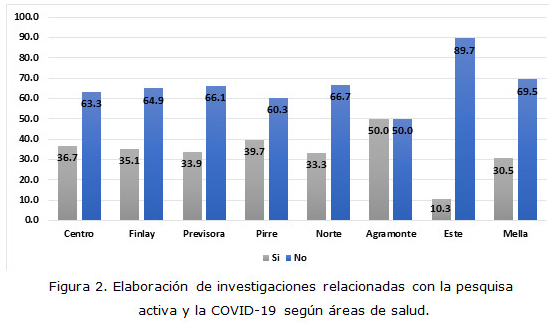 100.0
90.0
80.0
70.0
60.0
50.0
40.0
30.0
20.0
10.0
0.0
36.7 63.3 35.1 64.9 33.9 66.1 39.7 60.3 33.3 66.7 50.0 50.0 10.3 89.7 30.5 69.5
Centro Finlay Previsora Pirre Norte Agramonte Este Mella
Si No
Figura 2. Elaboración de investigaciones relacionadas con la pesquisa
activa y la COVID-19 según áreas de salud.